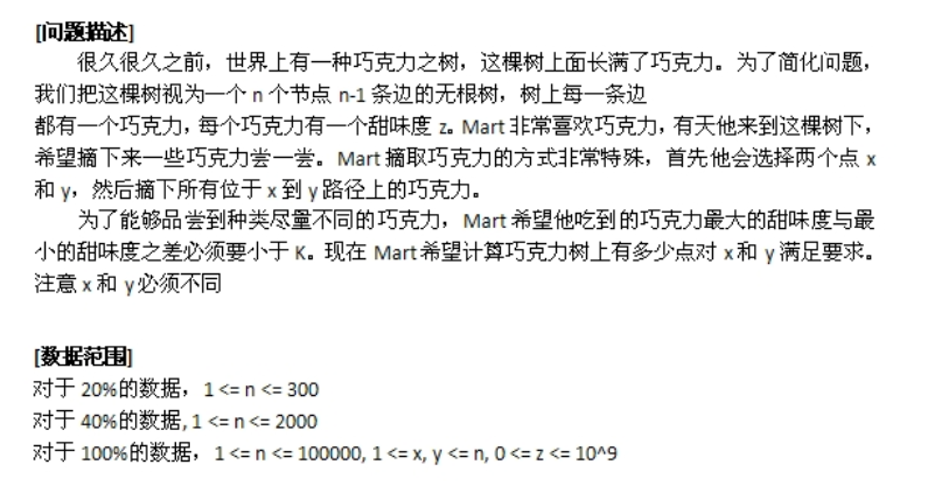 [问题描述]
很久很久之前，世界上有一种巧克力之树，这棵树上面长满了巧克力。为了简化问题，
我们把这棵树视为一个 n 个节点 n-1 条边的无根树，树上每一条边
都有一个巧克力，每个巧克力有一个甜味度 z。Mart 非常喜欢巧克力，有天他来到这棵树下，
希望摘下来一些巧克力尝一尝。Mart 摘取巧克力的方式非常特殊，首先他会选择两个点 x
和 y，然后摘下所有位于 x 到 y 路径上的巧克力。
为了能够品尝到种类尽量不同的巧克力，Mart 希望他吃到的巧克力最大的甜味度与最
小的甜味度之差必须要小于 K。现在 Mart 希望计算巧克力树上有多少点对 x 和 y 满足要求。
注意 x 和 y 必须不同
[数据范围]
对于 20%的数据，1 <= n <= 300
对于 40%的数据, 1 <= n <= 2000
对于 100%的数据，1 <= n <= 100000, 1 <= x, y <= n, 0 <= z <= 10^9